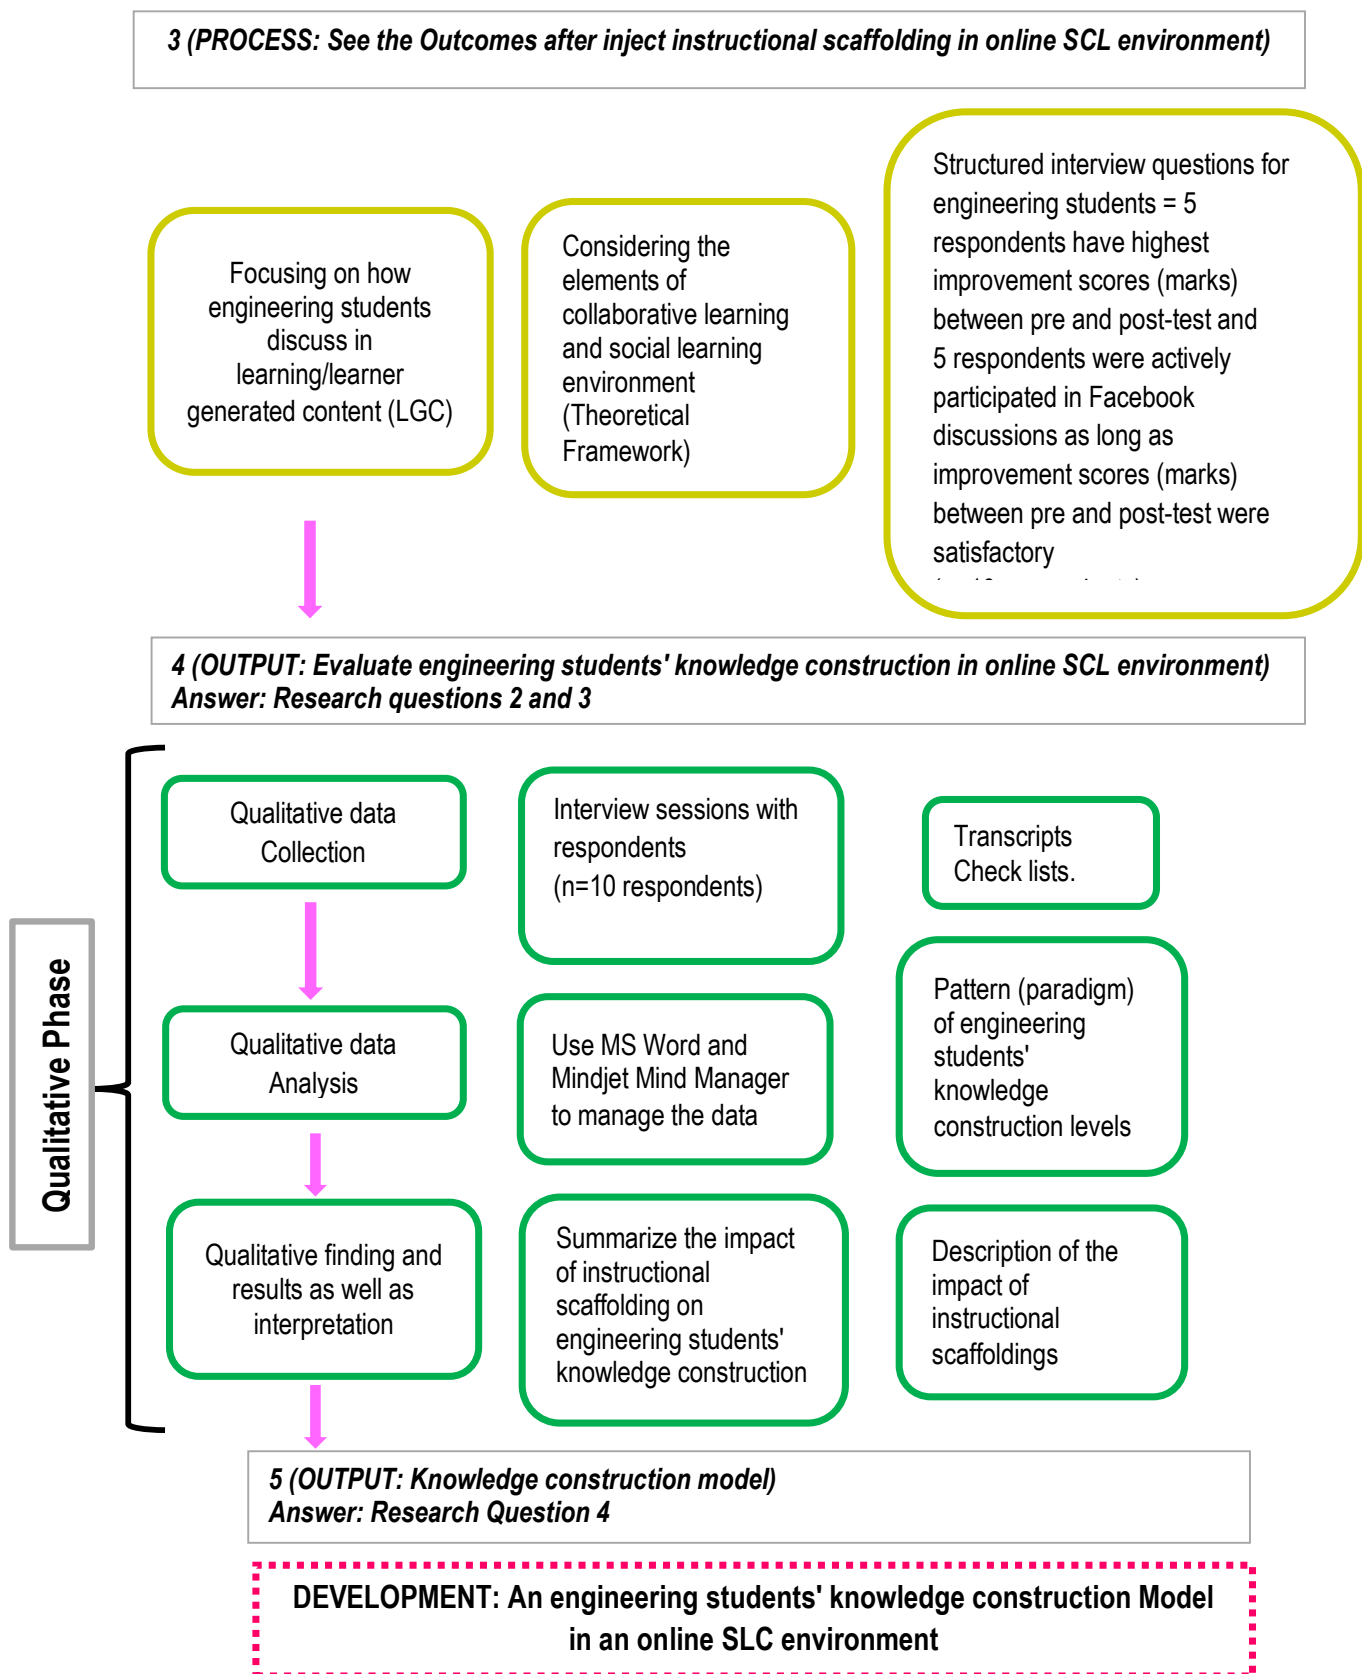 3 (PROCESS: See the Outcomes after inject instructional scaffolding in online SCL environment)
Focusing on how
engineering students
discuss in
learning/learner
generated content (LGC)
Considering the
elements of
collaborative learning
and social learning
environment
(Theoretical
Framework)
Structured interview questions for
engineering students = 5
respondents have highest
improvement scores (marks)
between pre and post-test and
5 respondents were actively
participated in Facebook
discussions as long as
improvement scores (marks)
between pre and post-test were
satisfactory
4 (OUTPUT: Evaluate engineering students' knowledge construction in online SCL environment)
Answer: Research questions 2 and 3
Qualitative Phase
Qualitative data
Collection
Interview sessions with
respondents
(n=10 respondents)
Transcripts
Check lists.
Qualitative data
Analysis
Use MS Word and
Mindjet Mind Manager
to manage the data
Pattern (paradigm)
of engineering
students'
knowledge
construction levels
Qualitative finding and
results as well as
interpretation
Summarize the impact
of instructional
scaffolding on
engineering students'
knowledge construction
Description of the
impact of
instructional
scaffoldings
5 (OUTPUT: Knowledge construction model)
Answer: Research Question 4
DEVELOPMENT: An engineering students' knowledge construction Model
in an online SLC environment